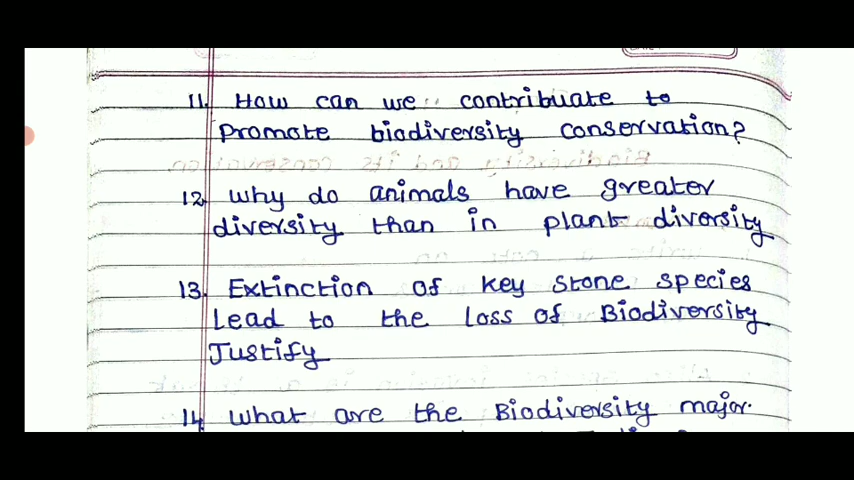 11. How can we contribuate to
promote biodiversity conservation?
12. why do animals have greater
diversity than in plant diversity
13. Extinction of key stone species
Lead to the loss of Biodiversity
Justify
14. What are the Biodiversity major